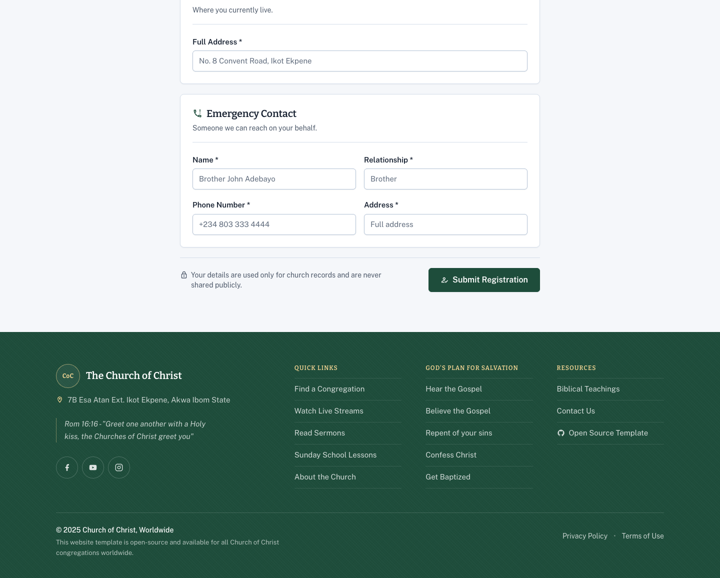 Where you currently live.
Full Address *
No. 8 Convent Road, Ikot Ekpene
Emergency Contact
Someone we can reach on your behalf.
Name *
Relationship *
Brother John Adebayo
Brother
Phone Number *
Address *
+234 803 333 4444
Full address
Your details are used only for church records and are never
shared publicly.
Submit Registration
CoC
The Church of Christ
7B Esa Atan Ext. Ikot Ekpene, Akwa Ibom State
Rom 16:16 - "Greet one another with a Holy
kiss, the Churches of Christ greet you"
QUICK LINKS
Hear the Gospel
Find a Congregation
Watch Live Streams
Read Sermons
Sunday School Lessons
About the Church
GOD'S PLAN FOR SALVATION
Believe the Gospel
Repent of your sins
Confess Christ
Get Baptized
RESOURCES
Biblical Teachings
Contact Us
Open Source Template
© 2025 Church of Christ, Worldwide
This website template is open-source and available for all Church of Christ
congregations worldwide.
Privacy Policy
Terms of Use